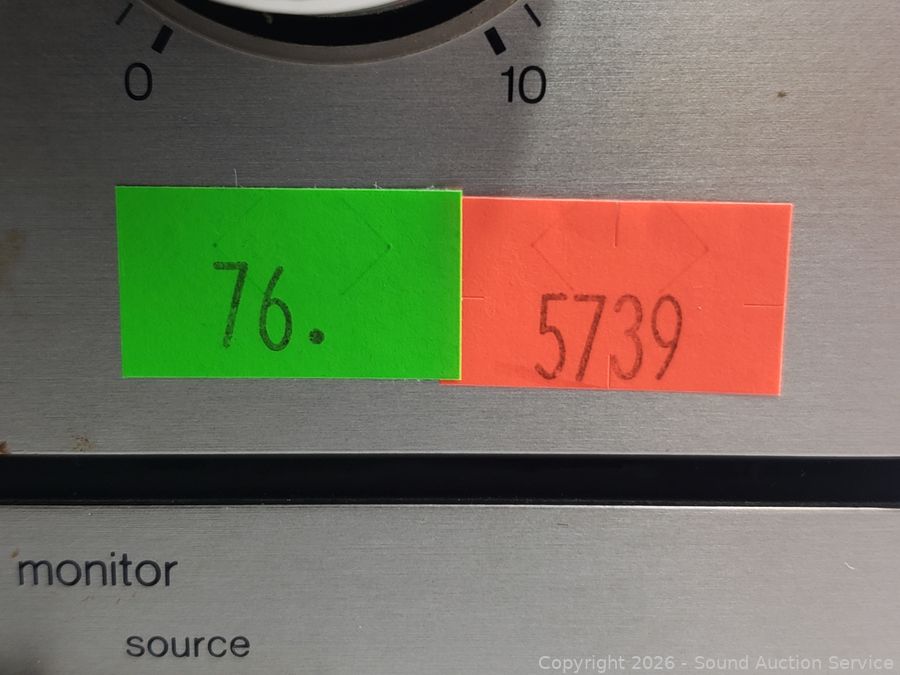 0 10
76. 5739
monitor
source
Copyright 2026 - Sound Auction Service